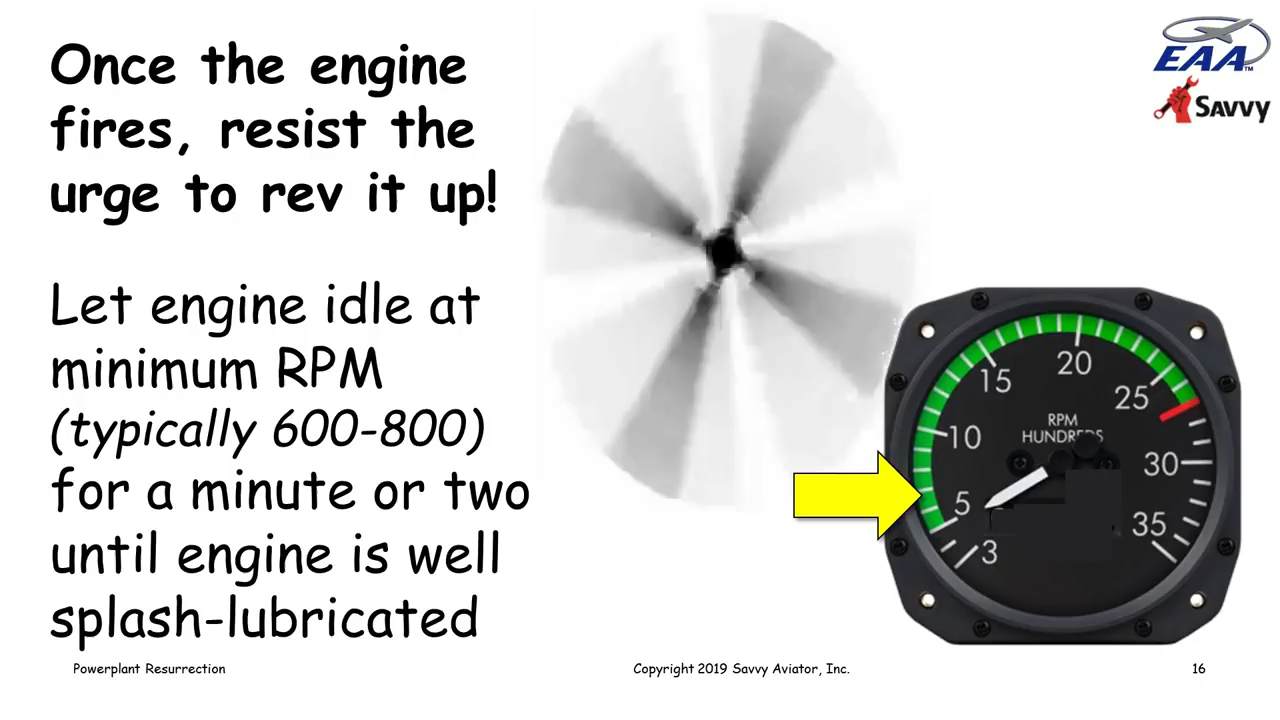 Once the engine
fires, resist the
urge to rev it up!
Let engine idle at
minimum RPM
(typically 600-800)
for a minute or two
until engine is well
splash-lubricated
EAA™
SAVVY
20
15
25
RPM
HUNDREDS
10
30
5
35
3
Powerplant Resurrection
Copyright 2019 Savvy Aviator, Inc.
16